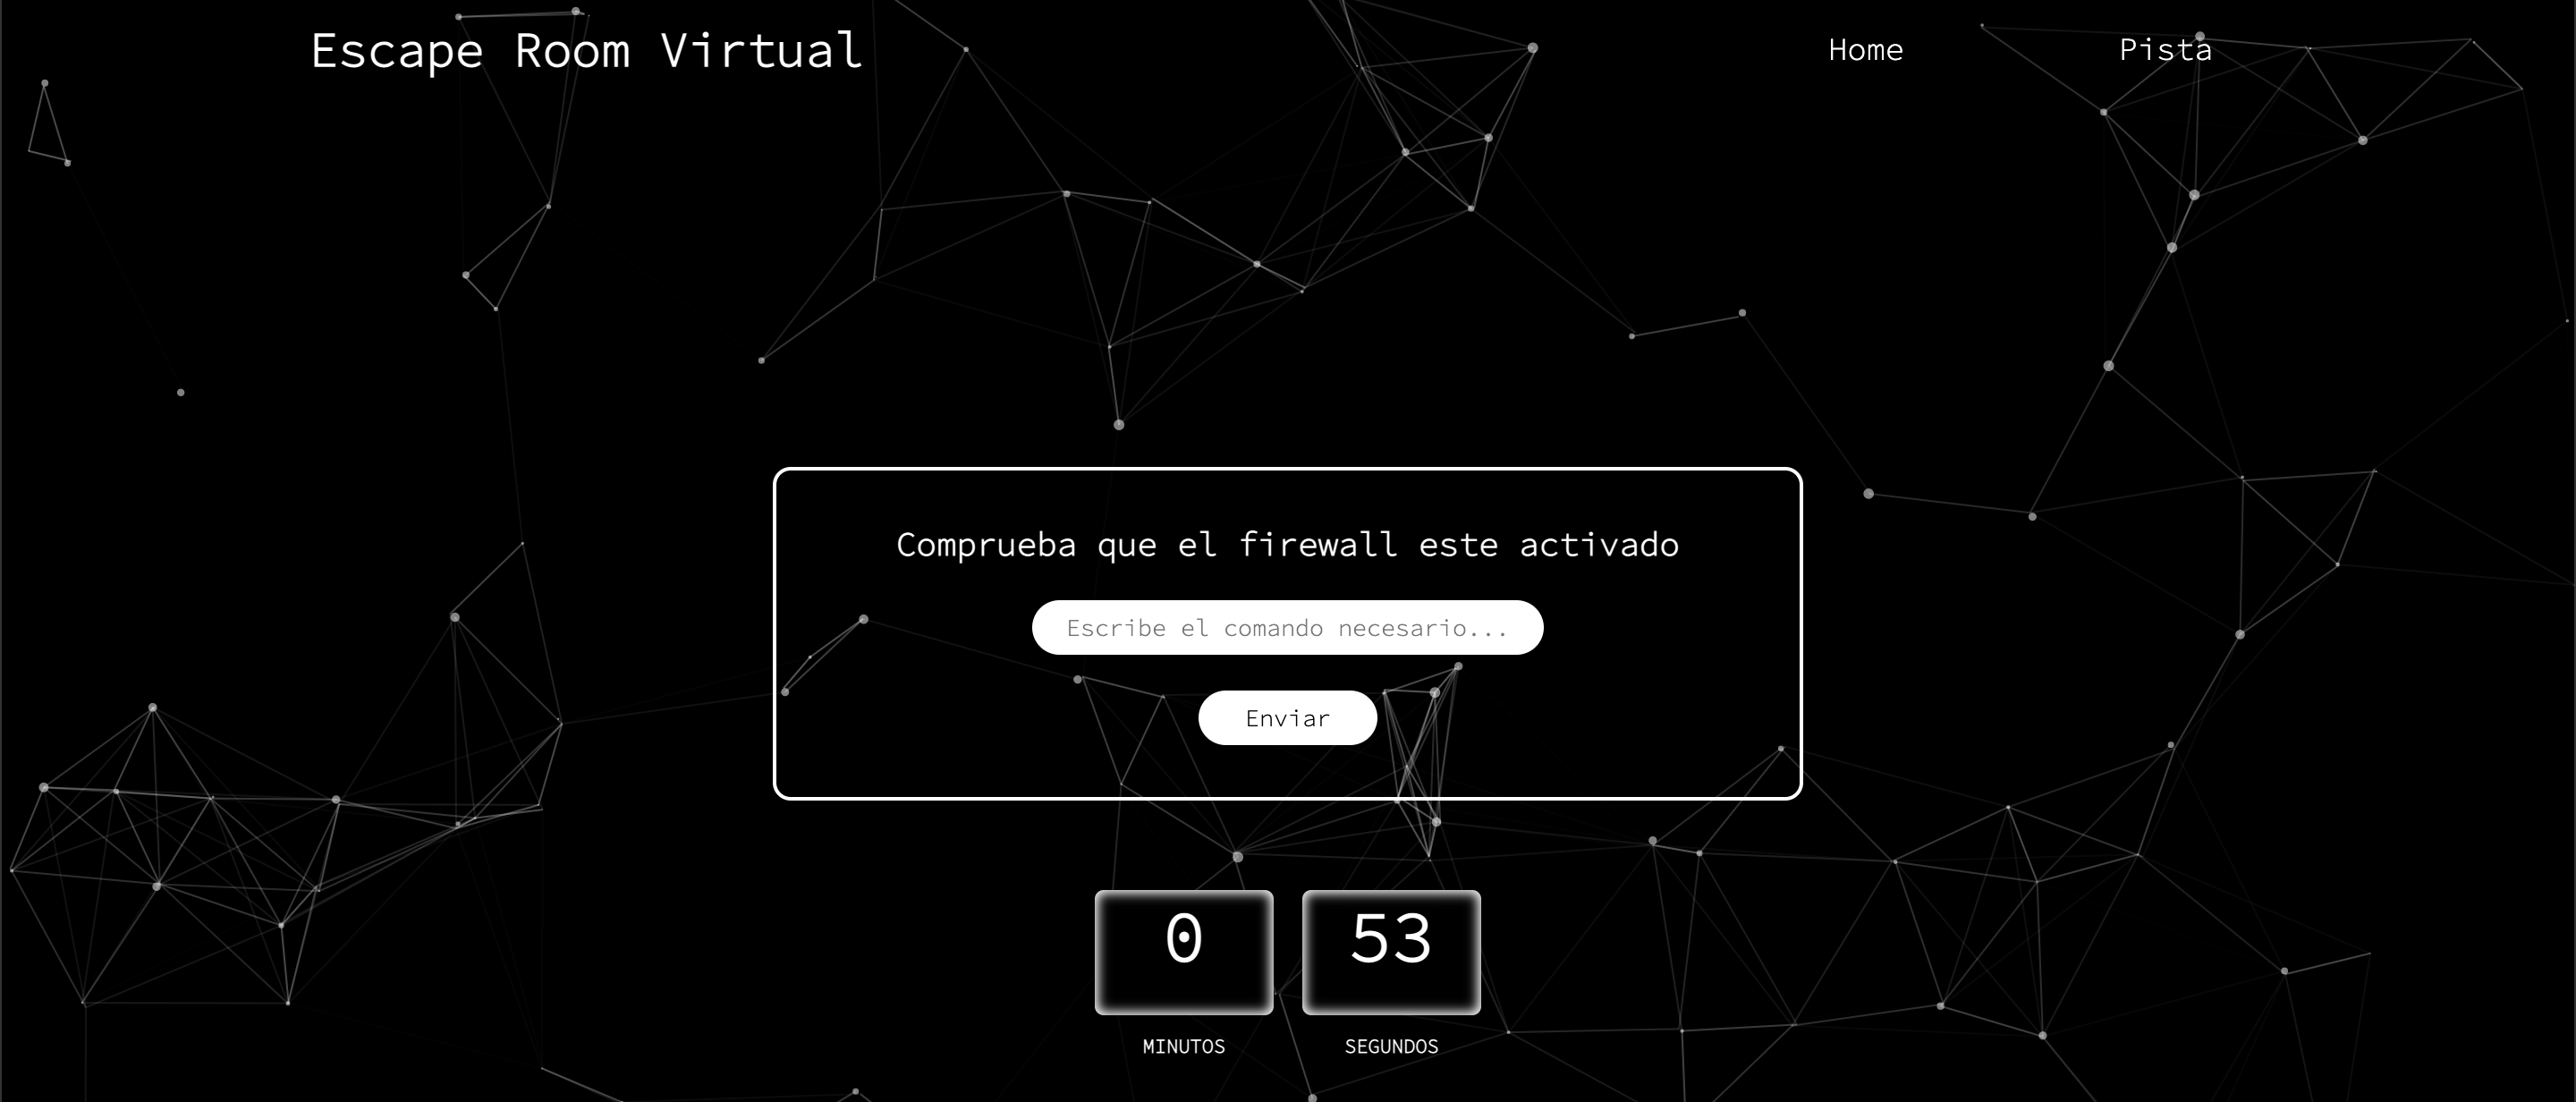 Escape Room Virtual
Home
Pista
Comprueba que el firewall este activado
Escribe el comando necesario...
Enviar
0
53
MINUTOS
SEGUNDOS